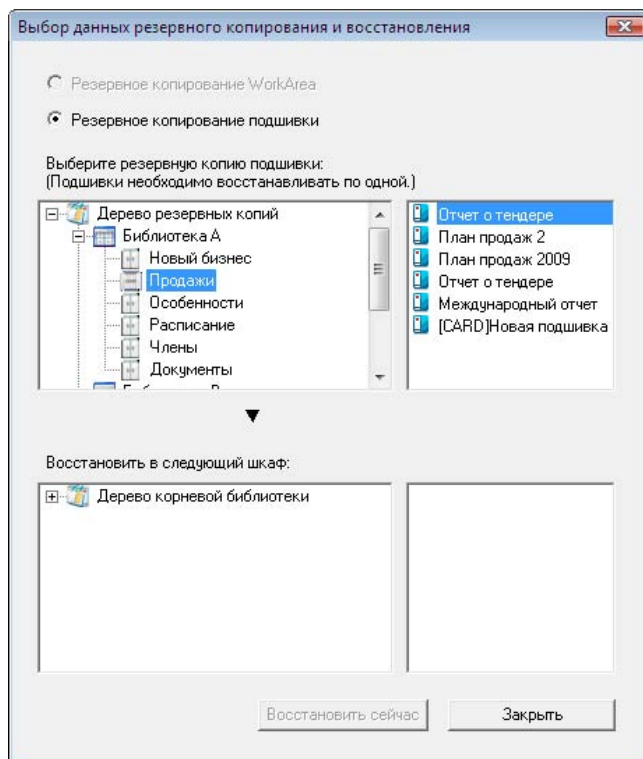 Выбор данных резервного копирования и восстановления
Резервное копирование WorkArea
Резервное копирование подшивки
Выберите резервную копию подшивки:
(Подшивки необходимо восстанавливать по одной.)
Дерево резервных копий
Библиотека A
Новый бизнес
Продажи
Особенности
Расписание
Члены
Документы
Отчет о тендере
План продаж 2
План продаж 2009
Отчет о тендере
Международный отчет
[CARD]Новая подшивка
Восстановить в следующий шкаф:
Дерево корневой библиотеки
Восстановить сейчас
Закрыть